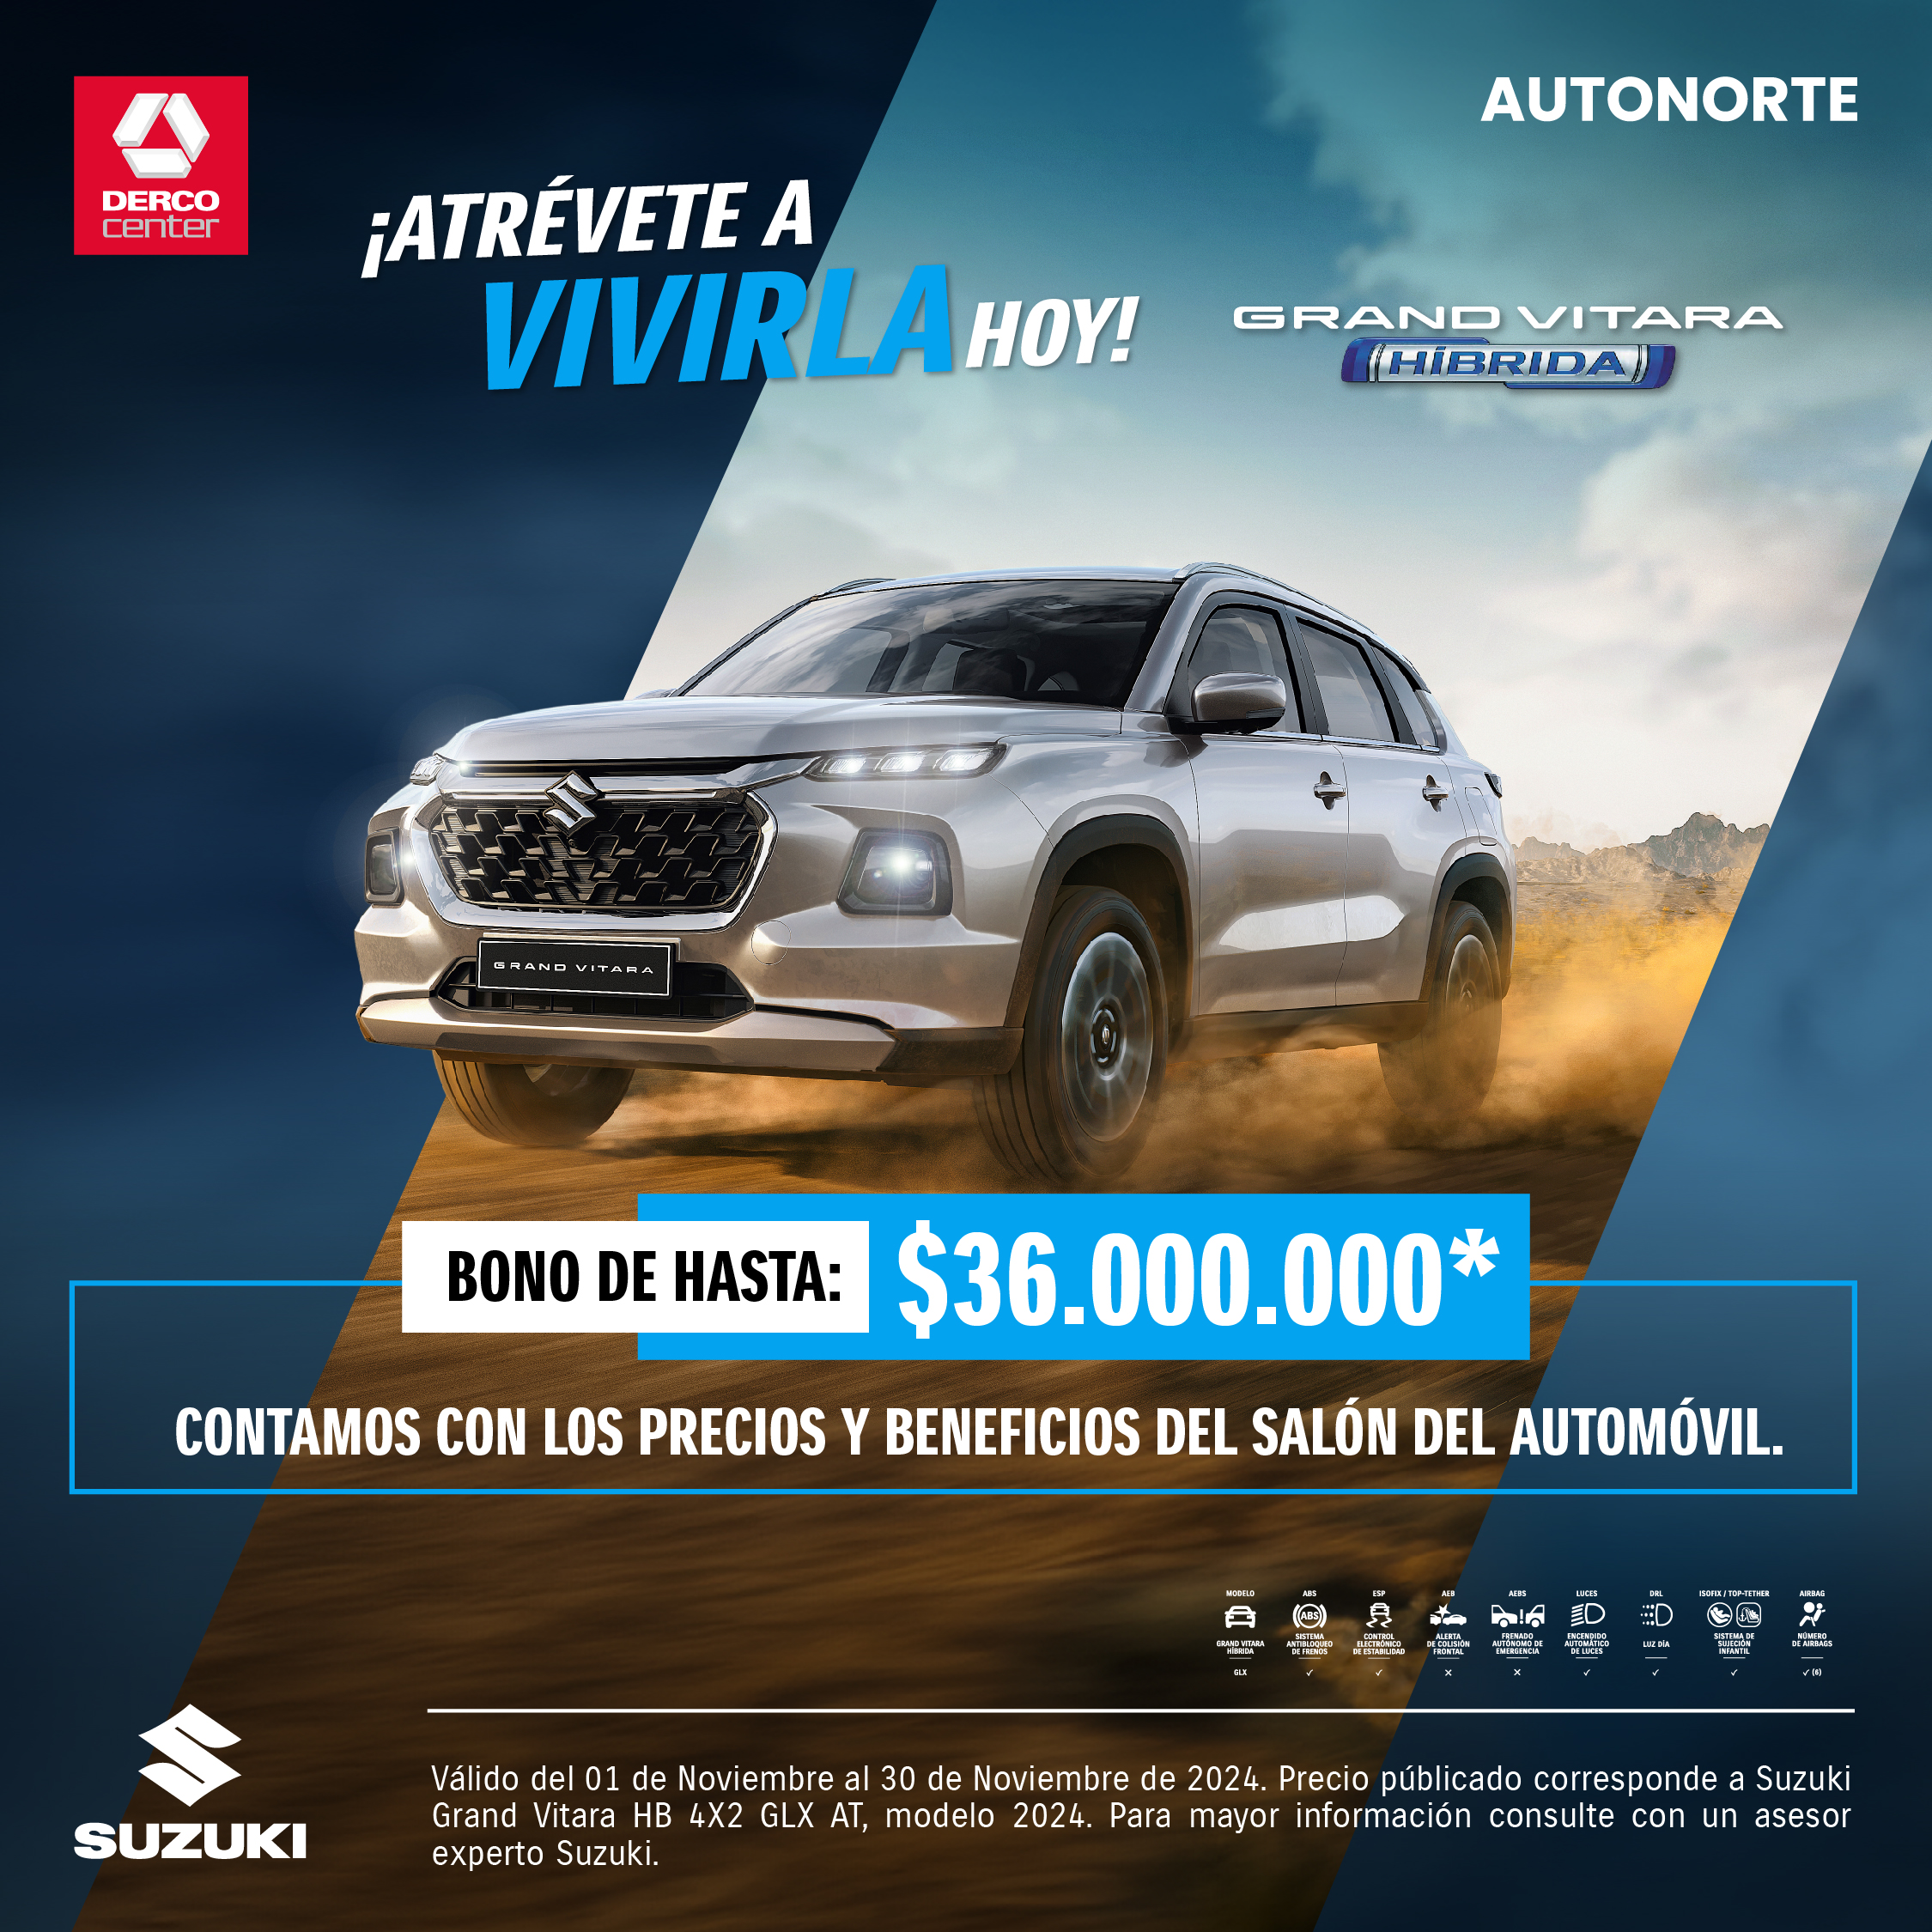 DERCO
center
AUTONORTE
¡ATRÉVETE A
VIVIRLA HOY!
GRAND VITARA
HÍBRIDA
GRAND VITARA
BONO DE HASTA: $36.000.000*
CONTAMOS CON LOS PRECIOS Y BENEFICIOS DEL SALÓN DEL AUTOMÓVIL.
MODELO
GRAND VITARA
HÍBRIDA
GLX
ABS
ABS
SISTEMA
ANTIBLOQUEO
DE FRENOS
✓
ESP
CONTROL
ELECTRÓNICO
DE ESTABILIDAD
✓
AEB
ALERTA
DE COLISIÓN
FRONTAL
✕
AEBS
FRENADO
AUTÓNOMO DE
EMERGENCIA
✕
LUCES
ENCENDIDO
AUTOMÁTICO
DE LUCES
✓
DRL
LUZ DÍA
✓
ISOFIX / TOP-TETHER
SISTEMA DE
SUJECIÓN
INFANTIL
✓
AIRBAG
NÚMERO
DE AIRBAGS
✓ (6)
SUZUKI
Válido del 01 de Noviembre al 30 de Noviembre de 2024. Precio públicado corresponde a Suzuki
Grand Vitara HB 4X2 GLX AT, modelo 2024. Para mayor información consulte con un asesor
experto Suzuki.